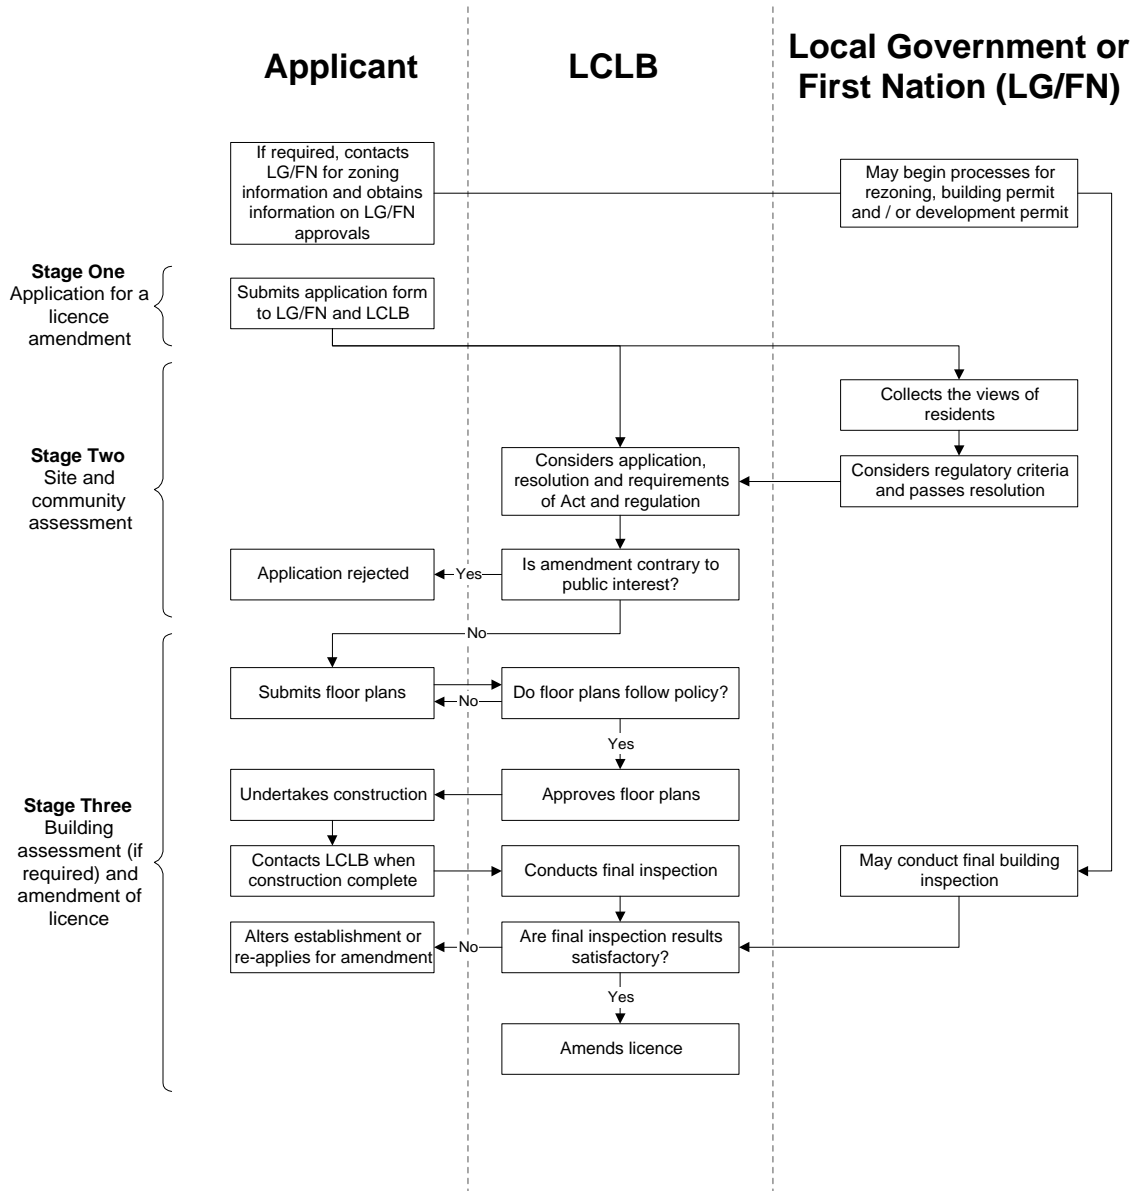 Applicant
LCLB
Local Government or
First Nation (LG/FN)
If required, contacts
LG/FN for zoning
information and obtains
information on LG/FN
approvals
May begin processes for
rezoning, building permit
and / or development permit
Stage One
Application for a
licence
amendment
Submits application form
to LG/FN and LCLB
Collects the views of
residents
Stage Two
Site and
community
assessment
Considers application,
resolution and requirements
of Act and regulation
Considers regulatory criteria
and passes resolution
Application rejected
Yes
Is amendment contrary to
public interest?
No
Submits floor plans
No
Do floor plans follow policy?
Yes
Undertakes construction
Approves floor plans
Stage Three
Building
assessment (if
required) and
amendment of
licence
Contacts LCLB when
construction complete
Conducts final inspection
May conduct final building
inspection
Alters establishment or
re-applies for amendment
No
Are final inspection results
satisfactory?
Yes
Amends licence